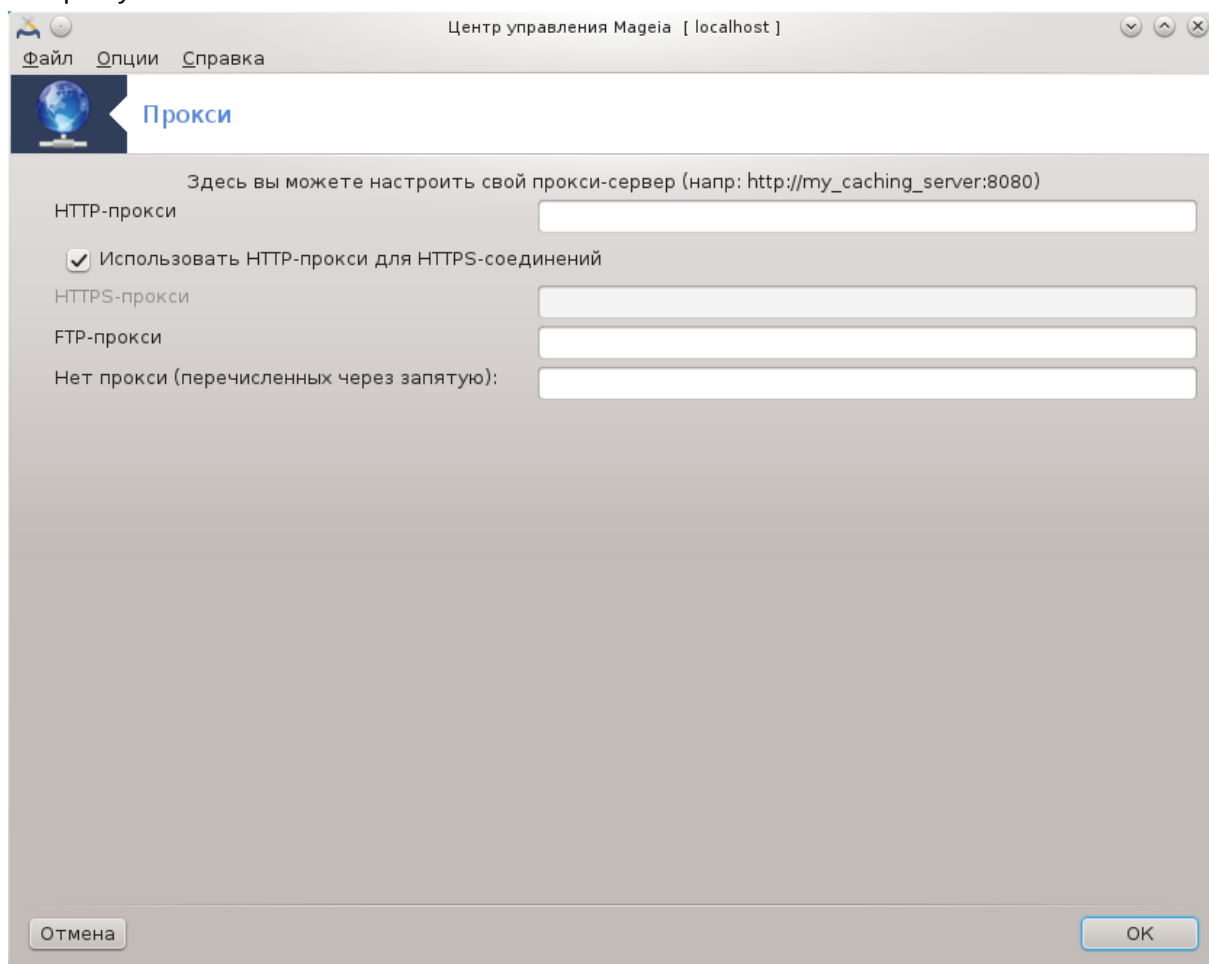 Центр управления Mageia [ localhost ]
Файл Опции Справка
Прокси
Здесь вы можете настроить свой прокси-сервер (напр: http://my_caching_server:8080)
HTTP-прокси
Использовать HTTP-прокси для HTTPS-соединений
HTTPS-прокси
FTP-прокси
Нет прокси (перечисленных через запятую):
Отмена
OK